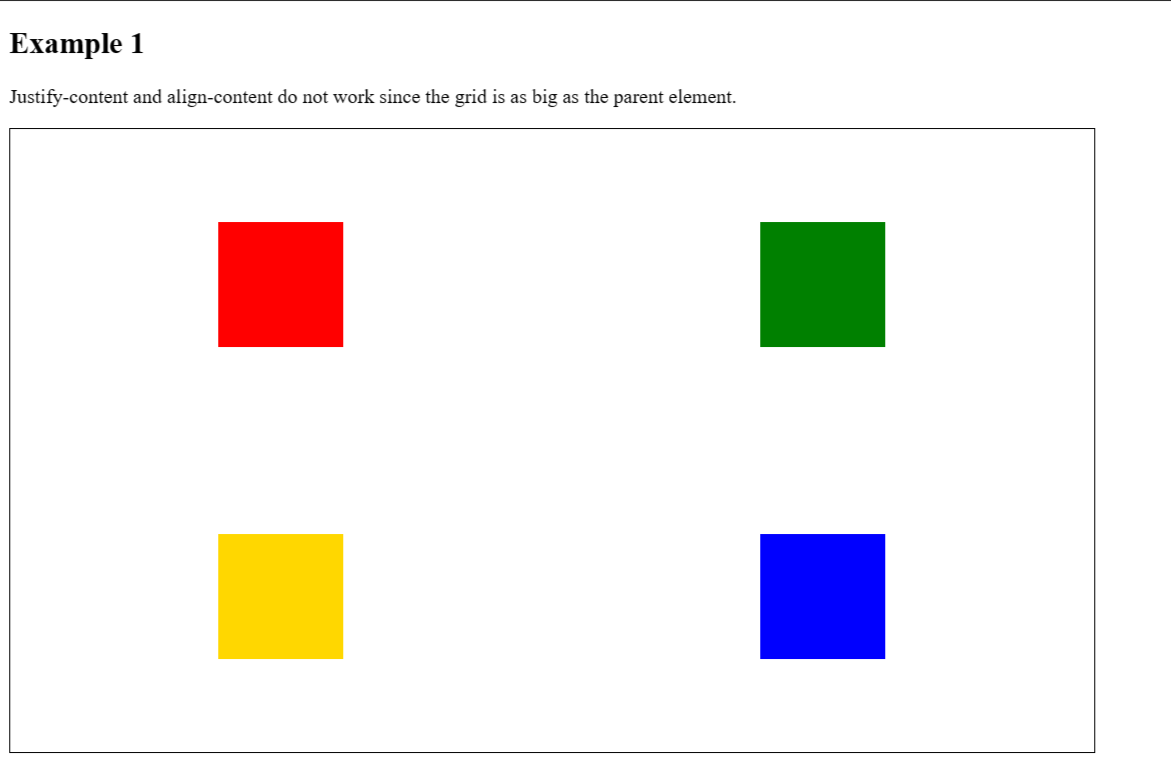 Example 1
Justify-content and align-content do not work since the grid is as big as the parent element.